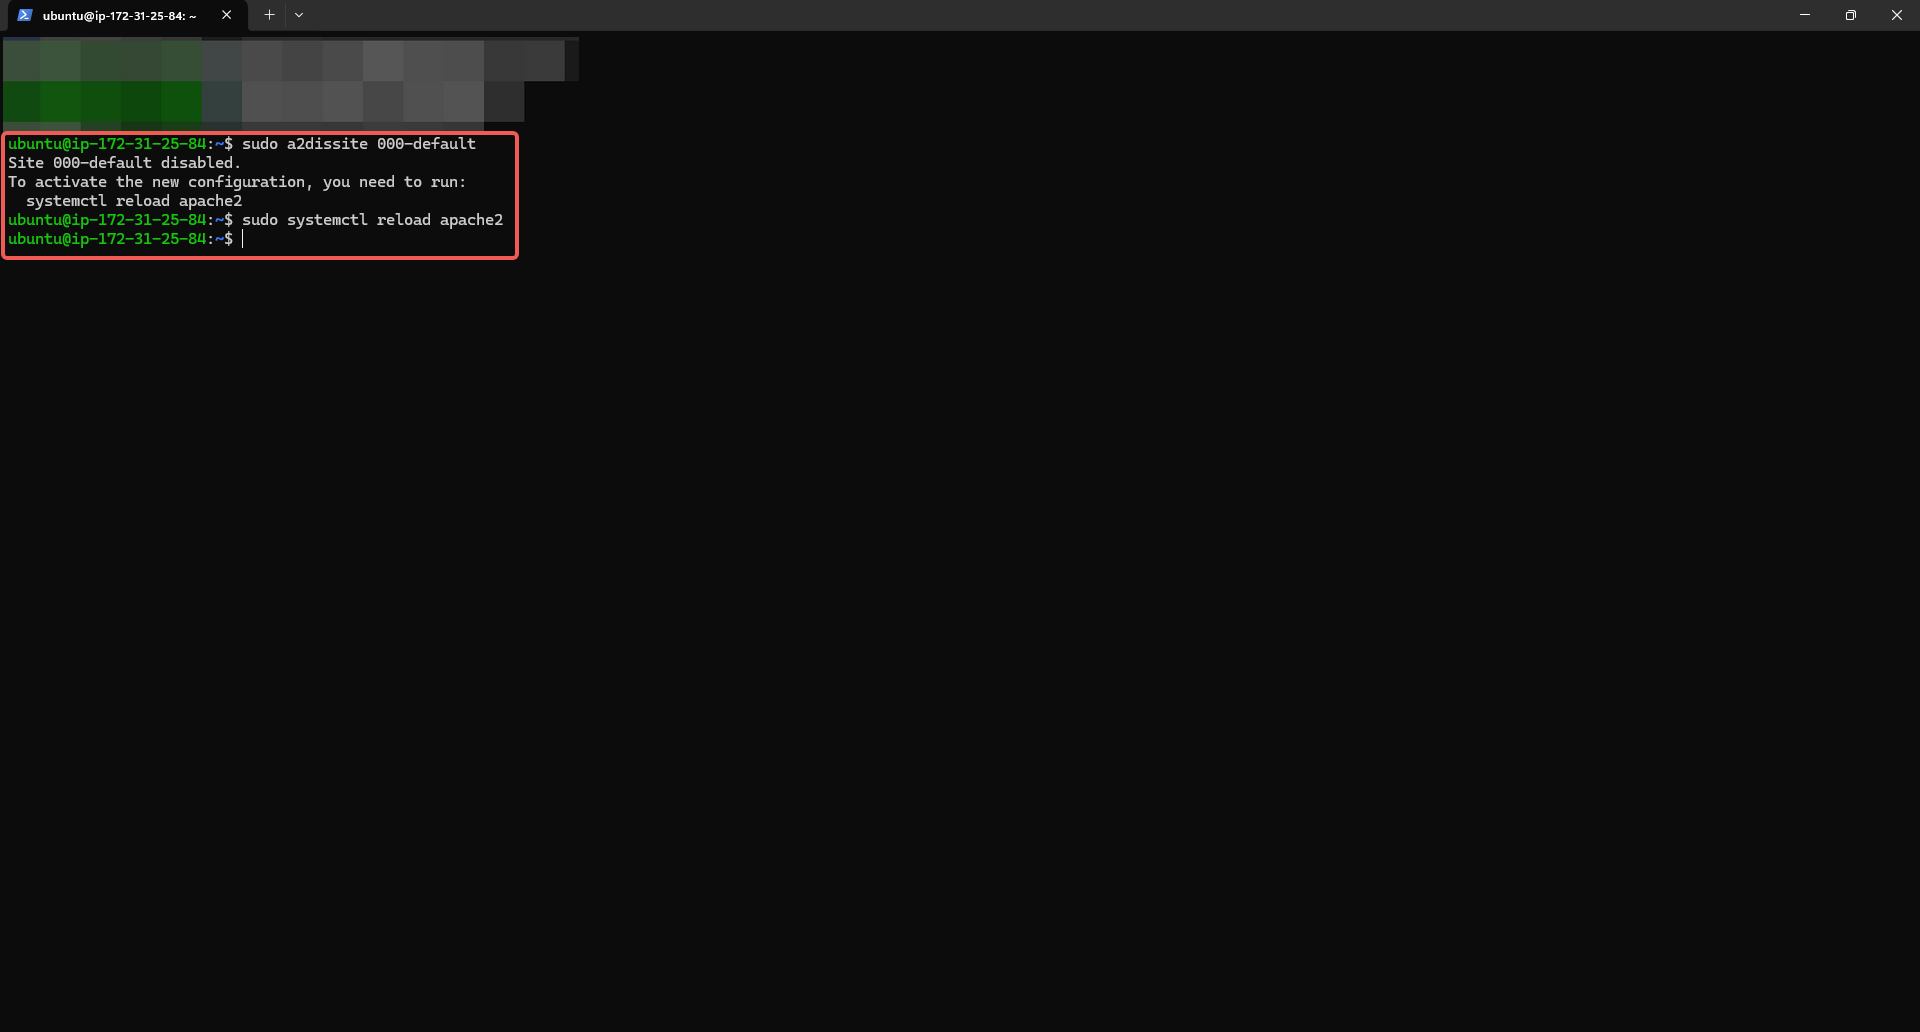 ubuntu@ip-172-31-25-84: ~
ubuntu@ip-172-31-25-84:~$ sudo a2dissite 000-default
Site 000-default disabled.
To activate the new configuration, you need to run:
  systemctl reload apache2
ubuntu@ip-172-31-25-84:~$ sudo systemctl reload apache2
ubuntu@ip-172-31-25-84:~$